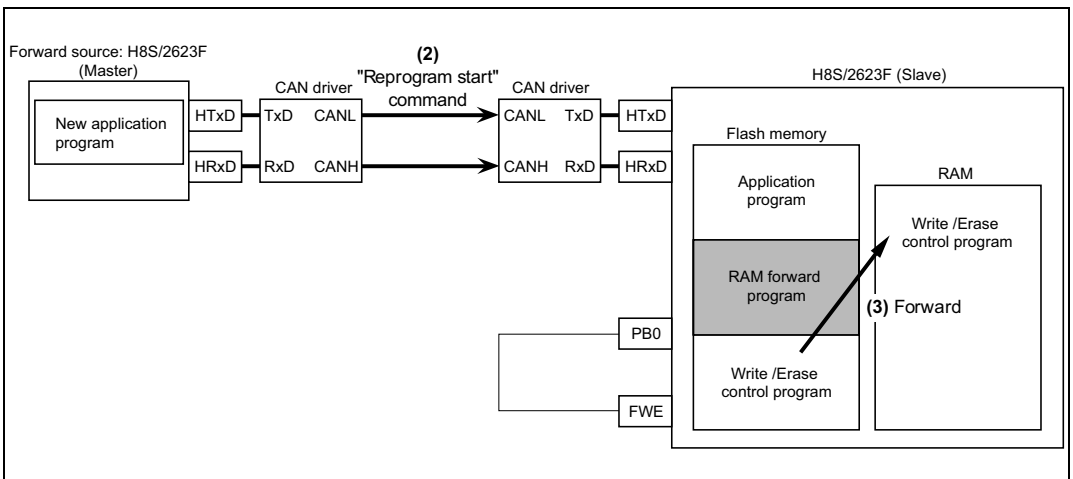 Forward source: H8S/2623F
(Master)
New application
program
HTxD
HRxD
CAN driver
TxD CANL
RxD CANH
(2)
"Reprogram start"
command
CAN driver
CANL TxD
CANH RxD
HTxD
HRxD
H8S/2623F (Slave)
Flash memory
Application
program
RAM forward
program
Write /Erase
control program
RAM
Write /Erase
control program
(3) Forward
PB0
FWE